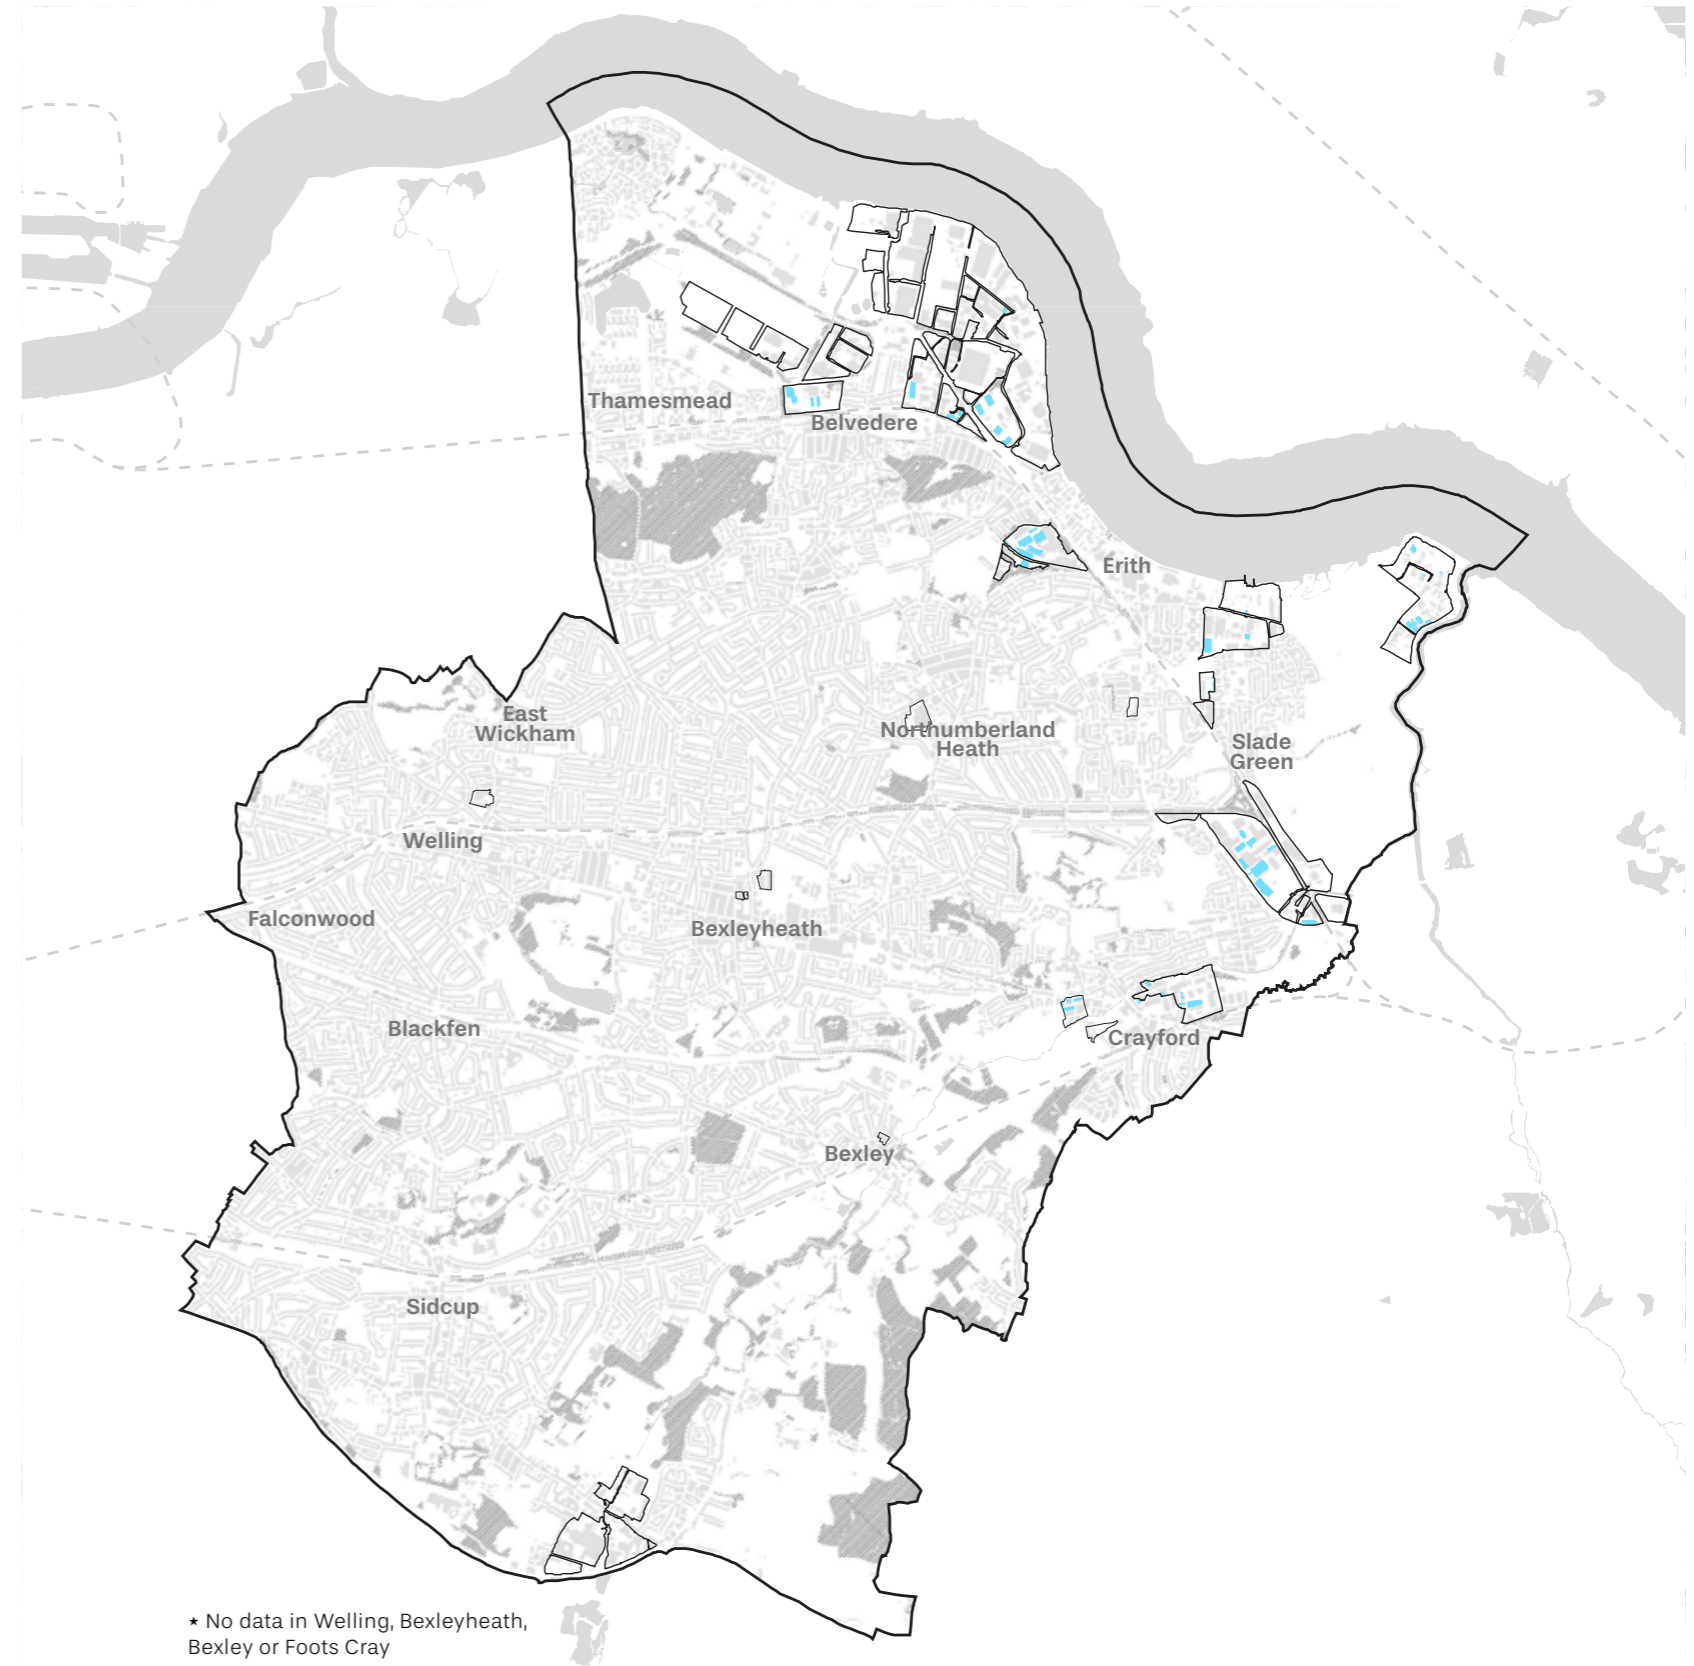 Thamesmead
Belvedere
Erith
East
Wickham
Northumberland
Heath
Slade
Green
Welling
Falconwood
Bexleyheath
Blackfen
Crayford
Bexley
Sidcup
★ No data in Welling, Bexleyheath,
Bexley or Foots Cray